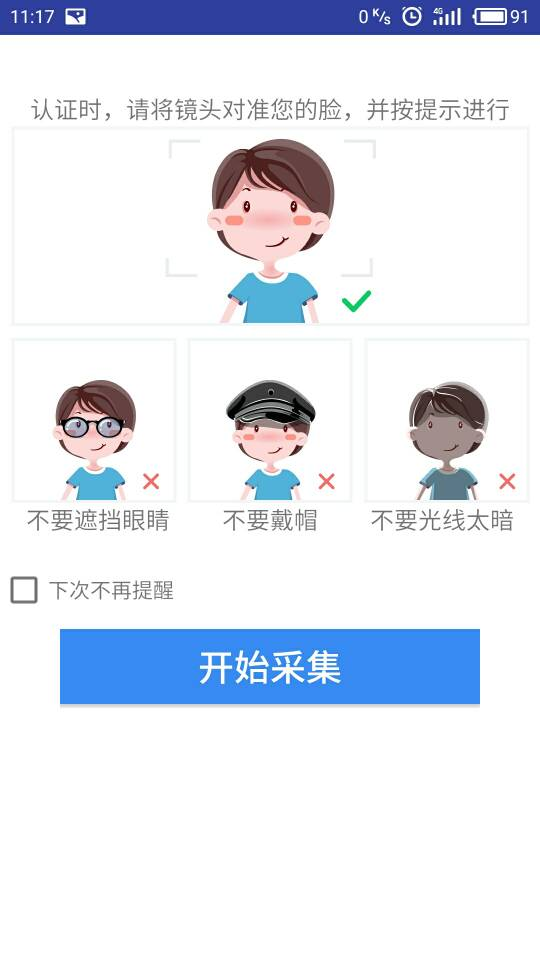 11:17
0 K/s 4G 91
认证时，请将镜头对准您的脸，并按提示进行
不要遮挡眼睛
不要戴帽
不要光线太暗
下次不再提醒
开始采集